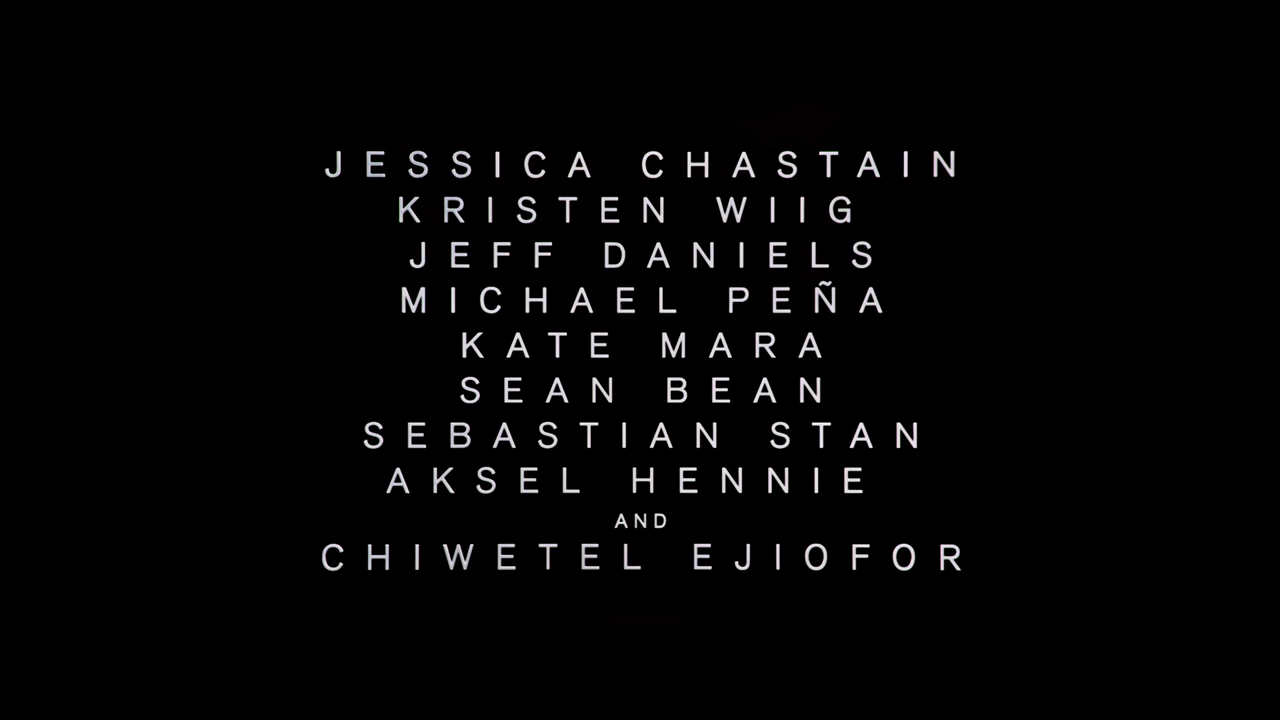 JESSICA CHASTAIN
KRISTEN WIIG
JEFF DANIELS
MICHAEL PEÑA
KATE MARA
SEAN BEAN
SEBASTIAN STAN
AKSEL HENNIE
AND
CHIWETEL EJIOFOR